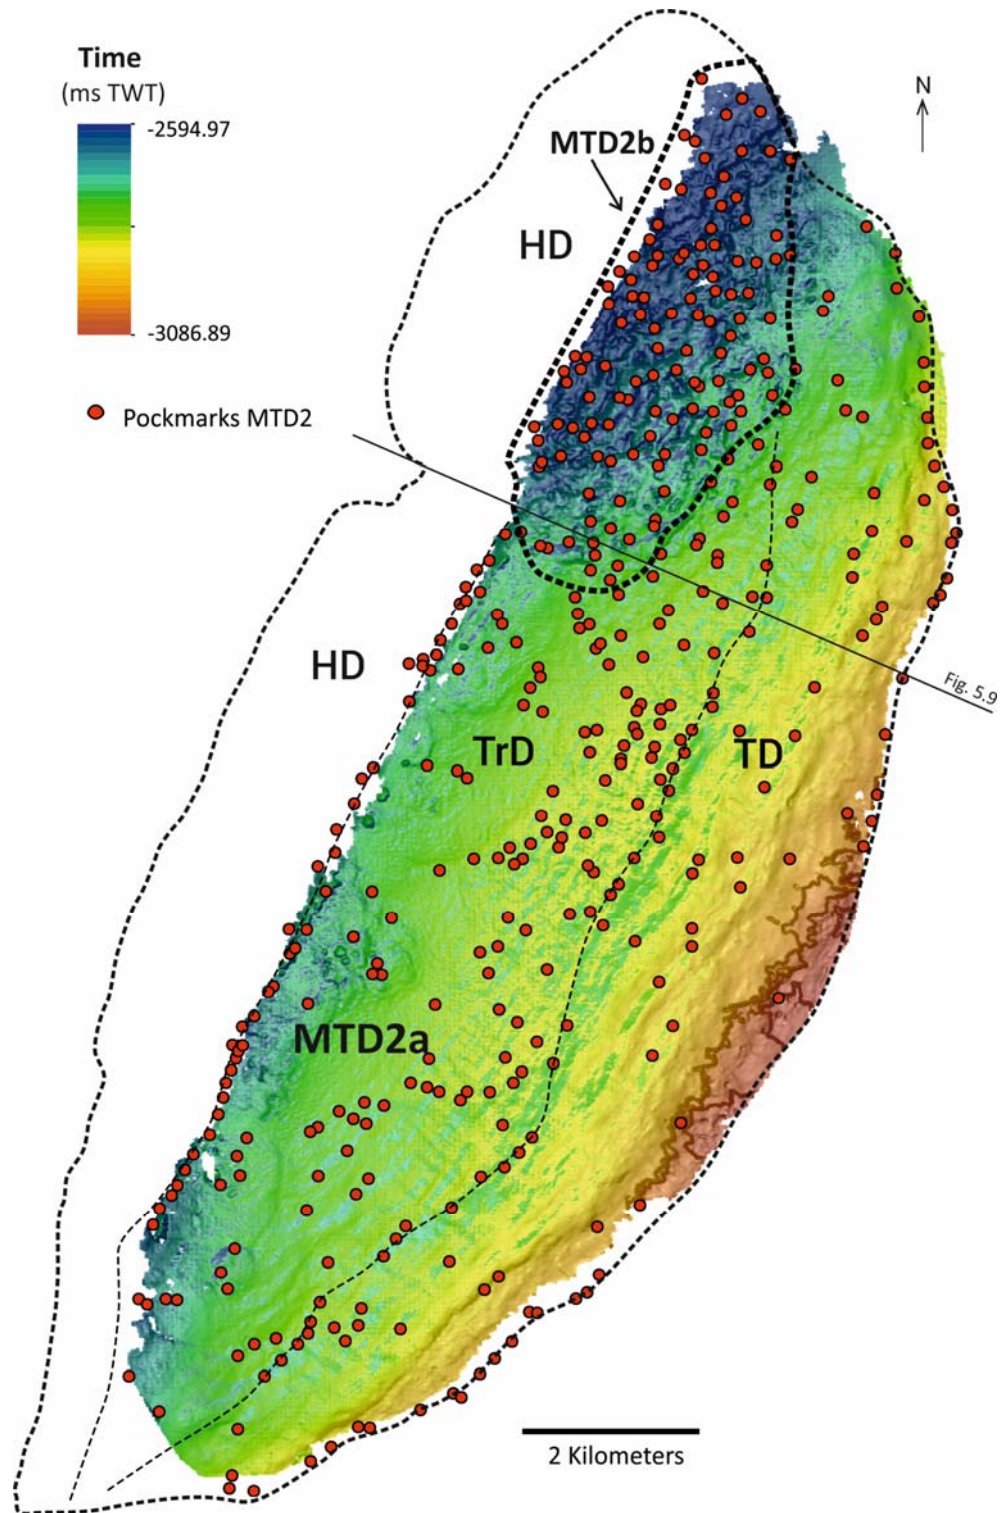 Time
(ms TWT)
-2594.97
-3086.89
Pockmarks MTD2
N
MTD2b
HD
HD
Fig. 5.9
TrD
TD
MTD2a
2 Kilometers